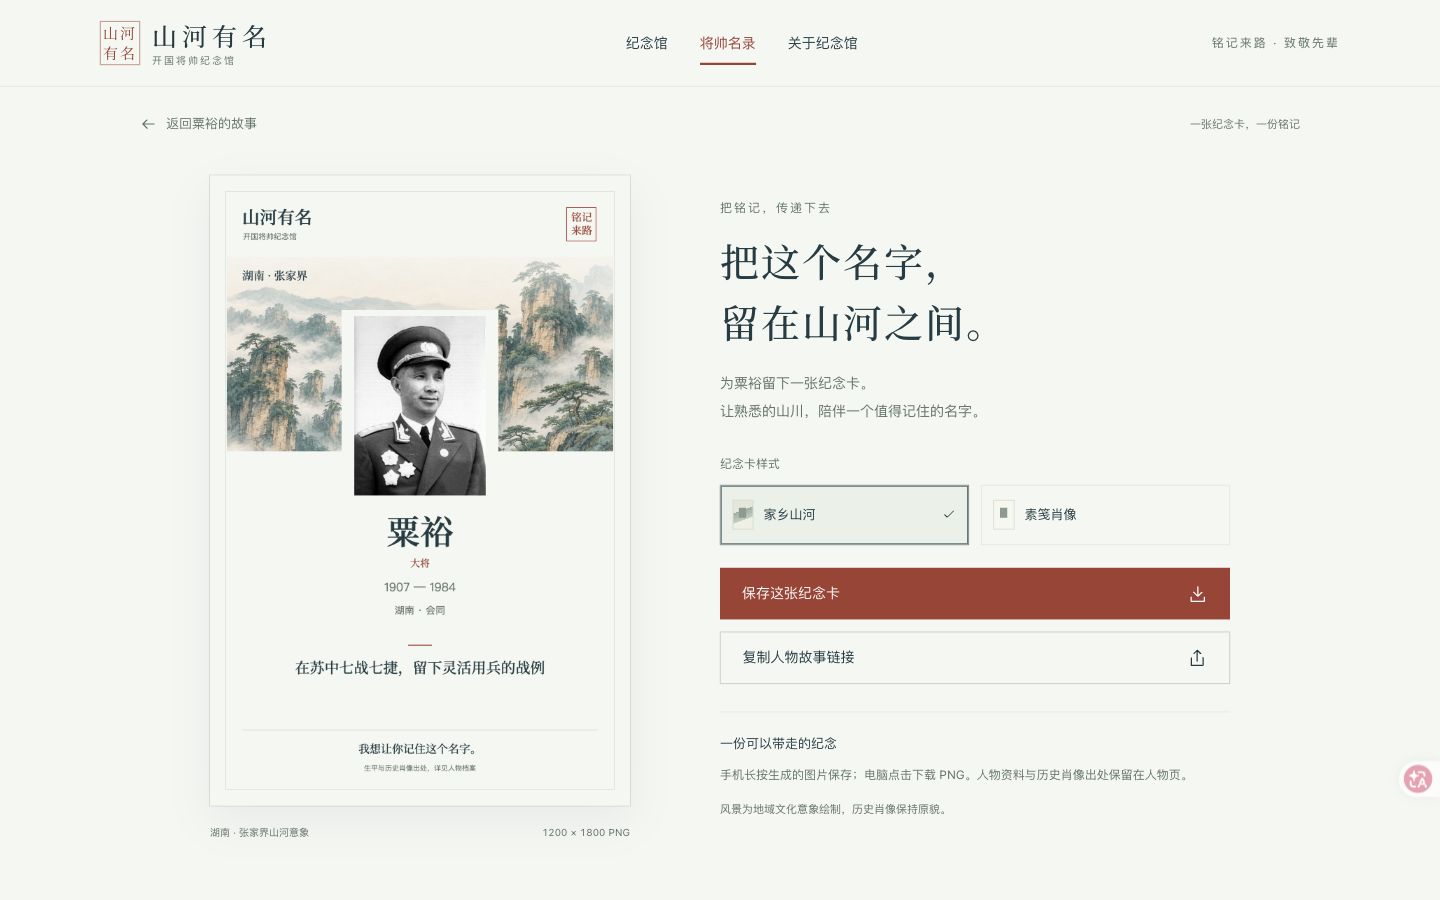 山河
有名
山河有名
开国将帅纪念馆
纪念馆
将帅名录
关于纪念馆
铭记来路 · 致敬先辈
返回粟裕的故事
一张纪念卡，一份铭记
山河有名
开国将帅纪念馆
铭记
来路
湖南 · 张家界
粟裕
大将
1907 — 1984
湖南 · 会同
在苏中七战七捷，留下灵活用兵的战例
我想让你记住这个名字。
生平与历史肖像出处，详见人物档案
湖南 · 张家界山河意象
1200 × 1800 PNG
把铭记，传递下去
把这个名字，
留在山河之间。
为粟裕留下一张纪念卡。
让熟悉的山川，陪伴一个值得记住的名字。
纪念卡样式
家乡山河
素笺肖像
保存这张纪念卡
复制人物故事链接
一份可以带走的纪念
手机长按生成的图片保存；电脑点击下载 PNG。人物资料与历史肖像出处保留在人物页。
风景为地域文化意象绘制，历史肖像保持原貌。